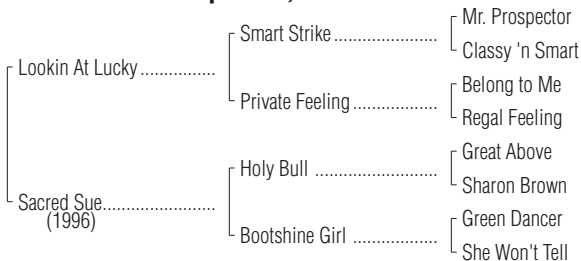 Mr. Prospector
Smart Strike.....................
Classy 'n Smart
Lookin At Lucky...............
Belong to Me
Private Feeling.................
Regal Feeling
Great Above
Holy Bull ........................
Sharon Brown
Sacred Sue......................
(1996)
Green Dancer
Bootshine Girl .................
She Won't Tell